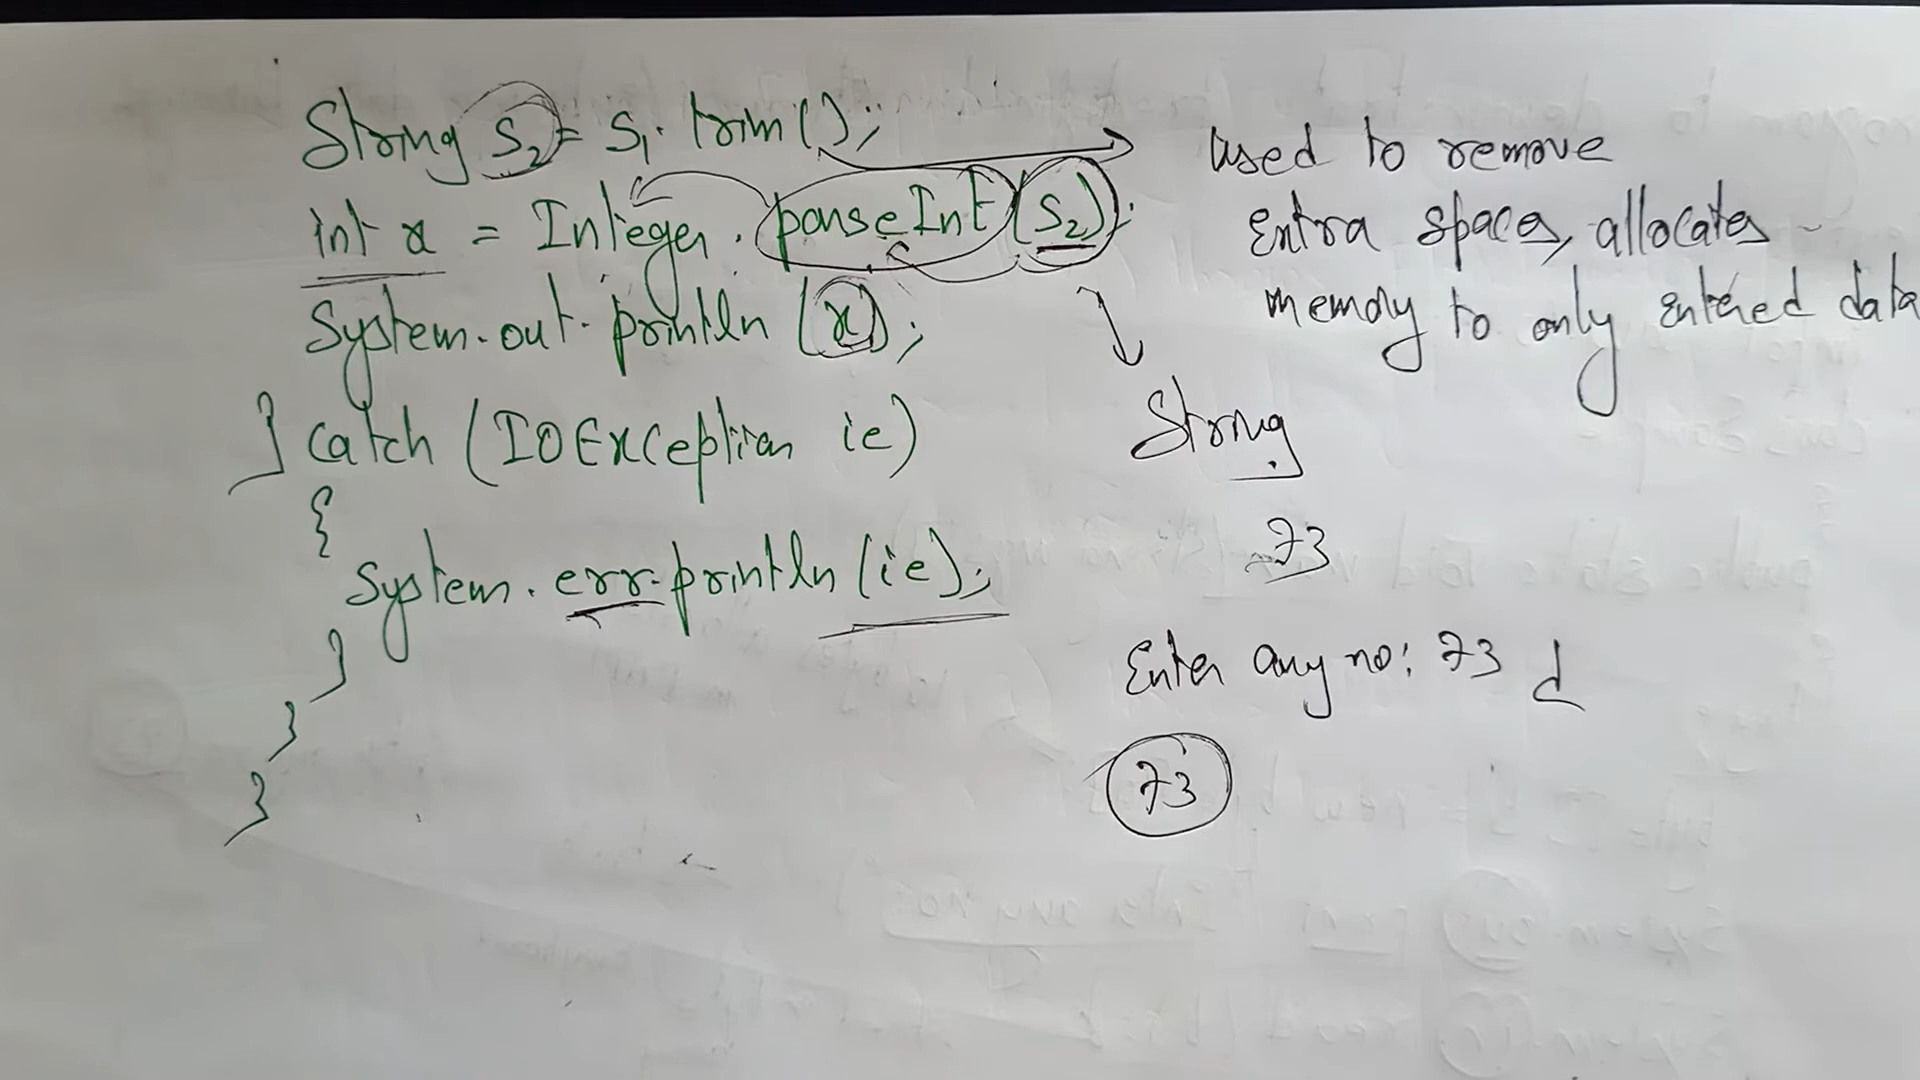 String S2 = S1. trim();
int x = Integer. parseInt (S2);
System.out.println (x);
} catch (IOException ie)
{
System.err.println (ie);
}
}
}
used to remove
Extra spaces, allocates
memory to only entered data
String
73
Enter any no: 73
73